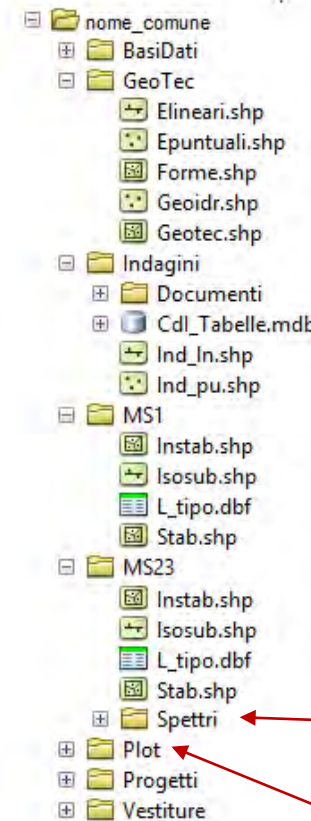 nome_comune
BasiDati
GeoTec
Elineari.shp
Epuntuali.shp
Forme.shp
Geoidr.shp
Geotec.shp
Indagini
Documenti
CdI_Tabelle.mdb
Ind_ln.shp
Ind_pu.shp
MS1
Instab.shp
Isosub.shp
L_tipo.dbf
Stab.shp
MS23
Instab.shp
Isosub.shp
L_tipo.dbf
Stab.shp
Spettri
Plot
Progetti
Vestiture